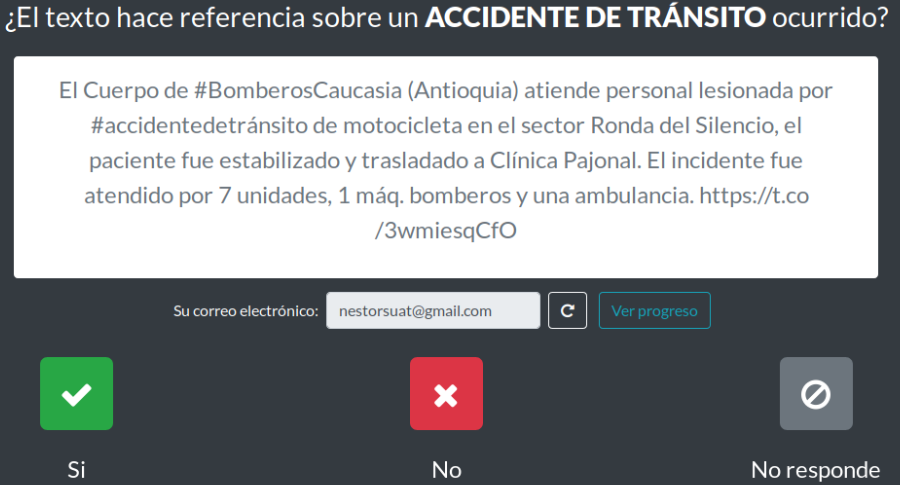 ¿El texto hace referencia sobre un ACCIDENTE DE TRÁNSITO ocurrido?
El Cuerpo de #BomberosCaucasia (Antioquia) atiende personal lesionada por
#accidentedetránsito de motocicleta en el sector Ronda del Silencio, el
paciente fue estabilizado y trasladado a Clínica Pajonal. El incidente fue
atendido por 7 unidades, 1 máq. bomberos y una ambulancia. https://t.co
/3wmiesqCfO
Su correo electrónico: nestorsuat@gmail.com Ver progreso
Si No No responde